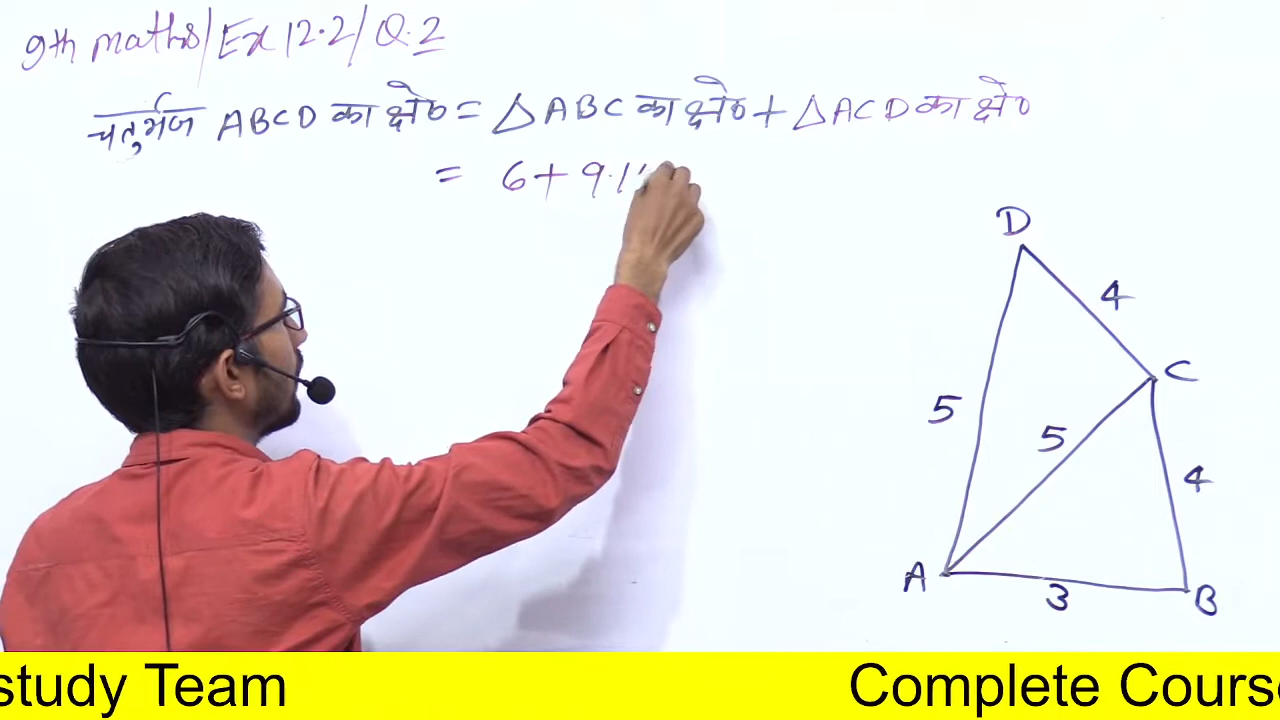 9th maths/Ex 12.2/Q.2
चतुर्भुज ABCD का क्षे० = △ABC का क्षे० + △ACD का क्षे०
= 6 + 9.1
D
4
C
5
5
4
A
3
B
study Team Complete Cours